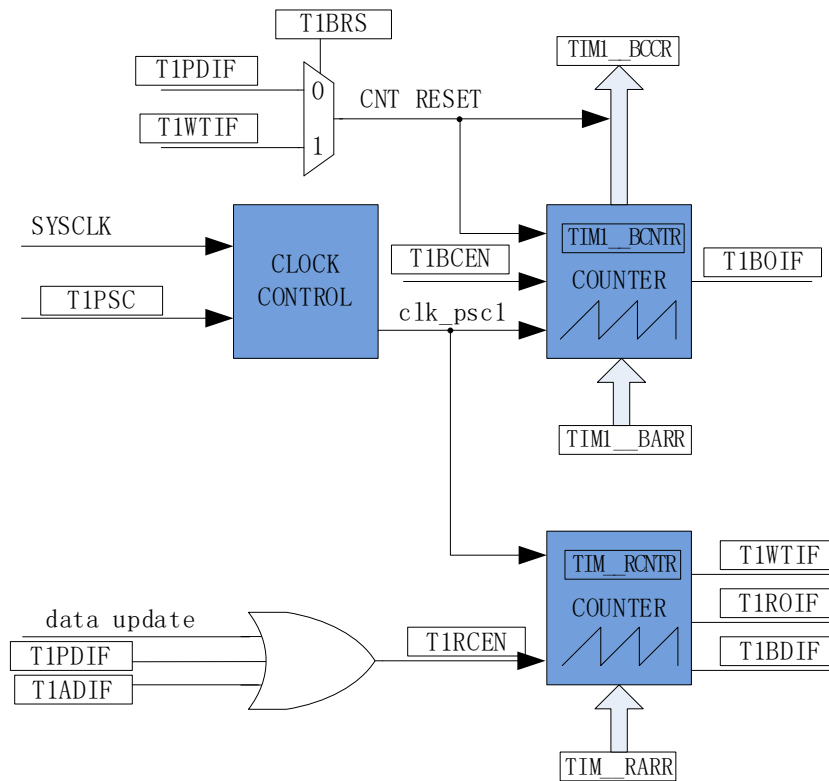 T1BRS
TIM1__BCCR
T1PDIF
0
CNT RESET
T1WTIF
1
SYSCLK
TIM1__BCNTR
CLOCK
CONTROL
T1BCEN
COUNTER
T1BOIF
T1PSC
clk_psc1
TIM1__BARR
TIM__RCNTR
T1WTIF
data update
COUNTER
T1ROIF
T1PDIF
T1RCEN
T1BDIF
T1ADIF
TIM__RARR